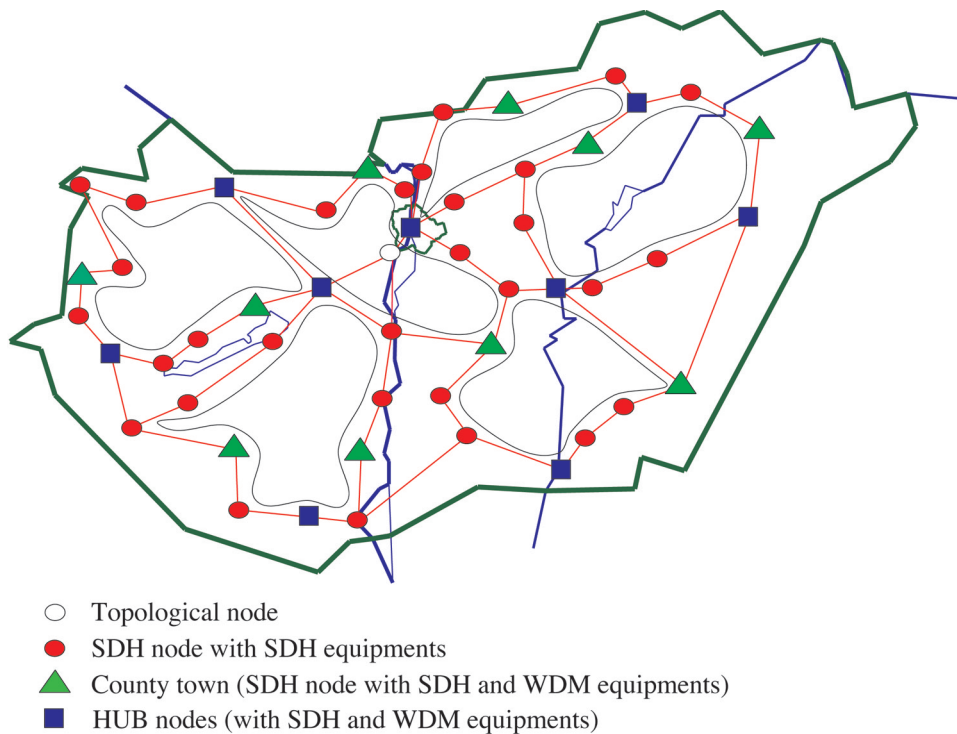 Topological node
SDH node with SDH equipments
County town (SDH node with SDH and WDM equipments)
HUB nodes (with SDH and WDM equipments)